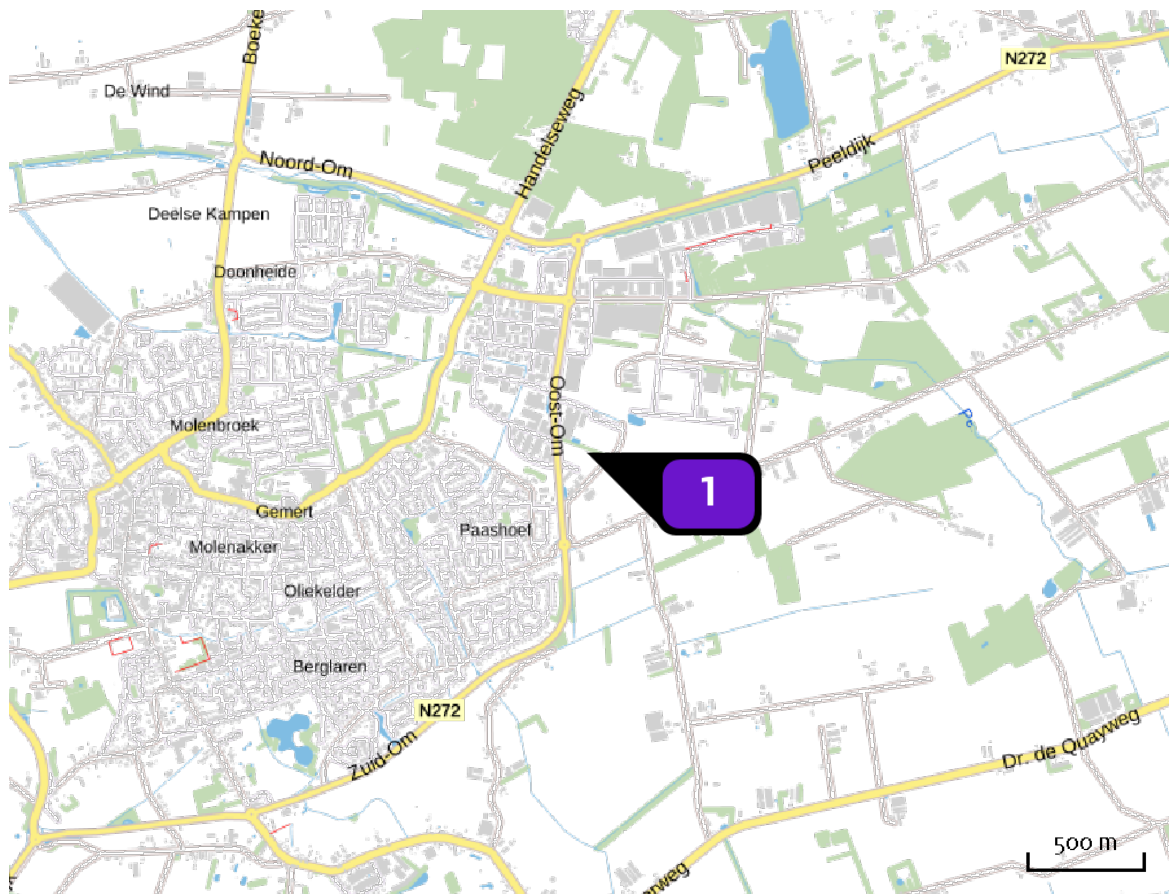 Boeke
N272
De Wind
Handelseweg
Peeldijk
Noord-Om
Deelse Kampen
Doonheide
Oost-Om
Molenbroek
1
Gemert
Paashoef
Molenakker
Oliekelder
Berglaren
N272
Zuid-Om
Dr. de Quayweg
500 m
erweg